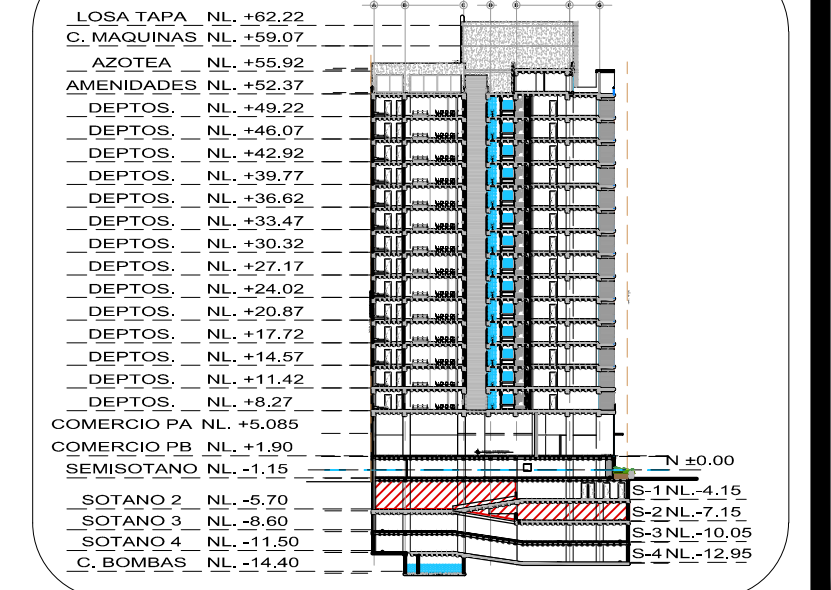 LOSA TAPA NL. +62.22
C. MAQUINAS NL. +59.07
AZOTEA NL. +55.92
AMENIDADES NL. +52.37
DEPTOS. NL. +49.22
DEPTOS. NL. +46.07
DEPTOS. NL. +42.92
DEPTOS. NL. +39.77
DEPTOS. NL. +36.62
DEPTOS. NL. +33.47
DEPTOS. NL. +30.32
DEPTOS. NL. +27.17
DEPTOS. NL. +24.02
DEPTOS. NL. +20.87
DEPTOS. NL. +17.72
DEPTOS. NL. +14.57
DEPTOS. NL. +11.42
DEPTOS. NL. +8.27
COMERCIO PA NL. +5.085
COMERCIO PB NL. +1.90
SEMISOTANO NL. -1.15
SOTANO 2 NL. -5.70
SOTANO 3 NL. -8.60
SOTANO 4 NL. -11.50
C. BOMBAS NL. -14.40
N ±0.00
S-1 NL.-4.15
S-2 NL.-7.15
S-3 NL.-10.05
S-4 NL.-12.95